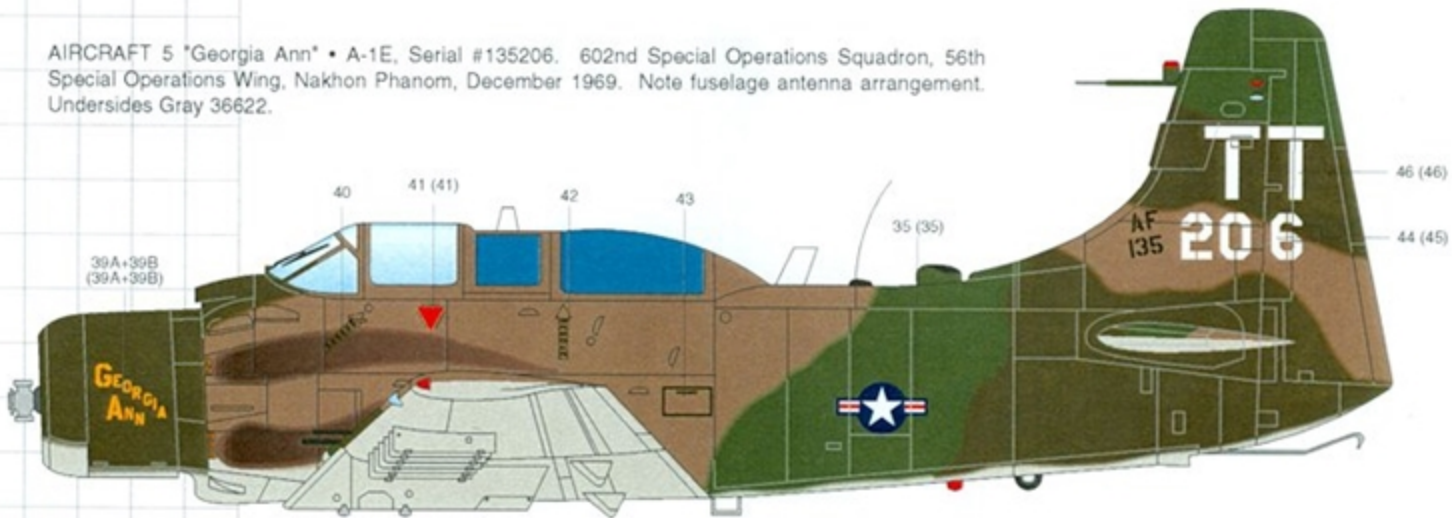 AIRCRAFT 5 "Georgia Ann" • A-1E, Serial #135206. 602nd Special Operations Squadron, 56th
Special Operations Wing, Nakhon Phanom, December 1969. Note fuselage antenna arrangement.
Undersides Gray 36622.
40
41 (41)
42
43
35 (35)
46 (46)
44 (45)
39A+39B
(39A+39B)
TT
AF
135
206
GEORGIA
ANN